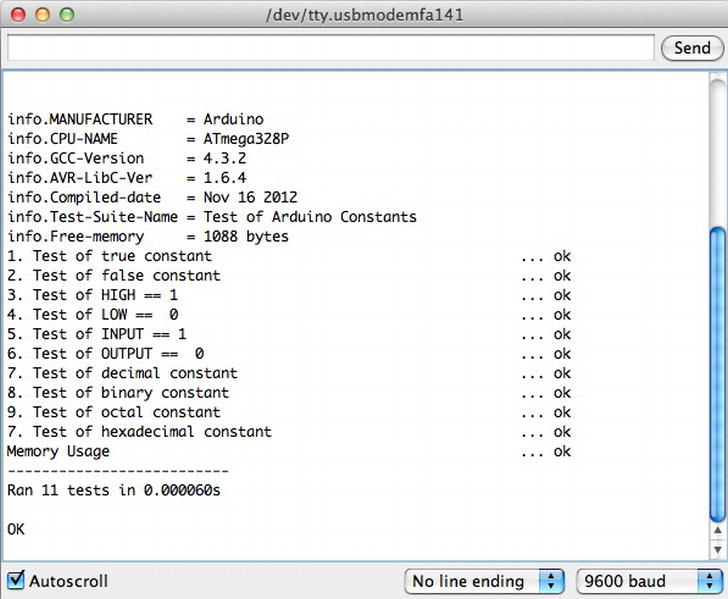 /dev/tty.usbmodemfa141
Send
info.MANUFACTURER    = Arduino
info.CPU-NAME        = ATmega328P
info.GCC-Version     = 4.3.2
info.AVR-LibC-Ver    = 1.6.4
info.Compiled-date   = Nov 16 2012
info.Test-Suite-Name = Test of Arduino Constants
info.Free-memory     = 1088 bytes
1. Test of true constant                                    ... ok
2. Test of false constant                                   ... ok
3. Test of HIGH == 1                                        ... ok
4. Test of LOW ==  0                                        ... ok
5. Test of INPUT == 1                                       ... ok
6. Test of OUTPUT ==  0                                     ... ok
7. Test of decimal constant                                 ... ok
8. Test of binary constant                                  ... ok
9. Test of octal constant                                   ... ok
7. Test of hexadecimal constant                             ... ok
Memory Usage                                                ... ok
--------------------------
Ran 11 tests in 0.000060s
OK
Autoscroll
No line ending
9600 baud